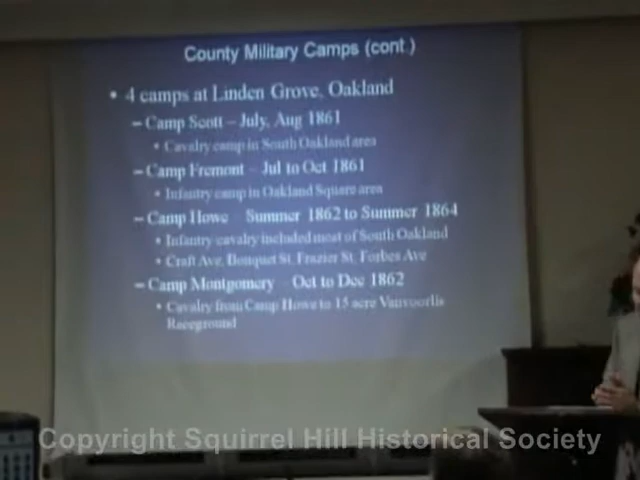 County Military Camps (cont.)
• 4 camps at Linden Grove, Oakland
– Camp Scott – July, Aug 1861
• Cavalry camp in South Oakland area
– Camp Fremont – Jul to Oct 1861
• Infantry camp in Oakland Square area
– Camp Howe – Summer 1862 to Summer 1864
• Infantry cavalry included most of South Oakland
• Craft Ave, Bouquet St, Frazier St, Forbes Ave
– Camp Montgomery – Oct to Dec 1862
• Cavalry from Camp Howe to 15 acre Vanvoorlis
Raceground
Copyright Squirrel Hill Historical Society